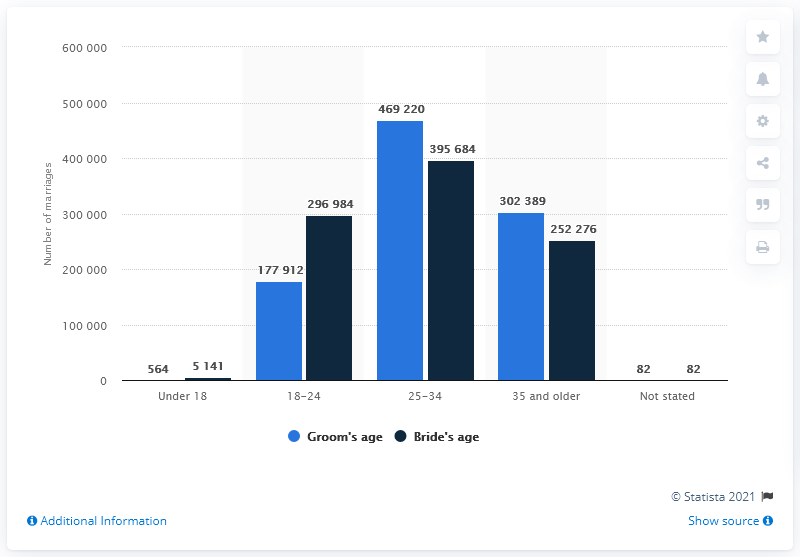 600 000
500 000
400 000
300 000
200 000
100 000
0
Number of marriages
564
5 141
177 912
296 984
469 220
395 684
302 389
252 276
82
82
Under 18
18-24
25-34
35 and older
Not stated
Groom's age
Bride's age
© Statista 2021
Additional Information
Show source